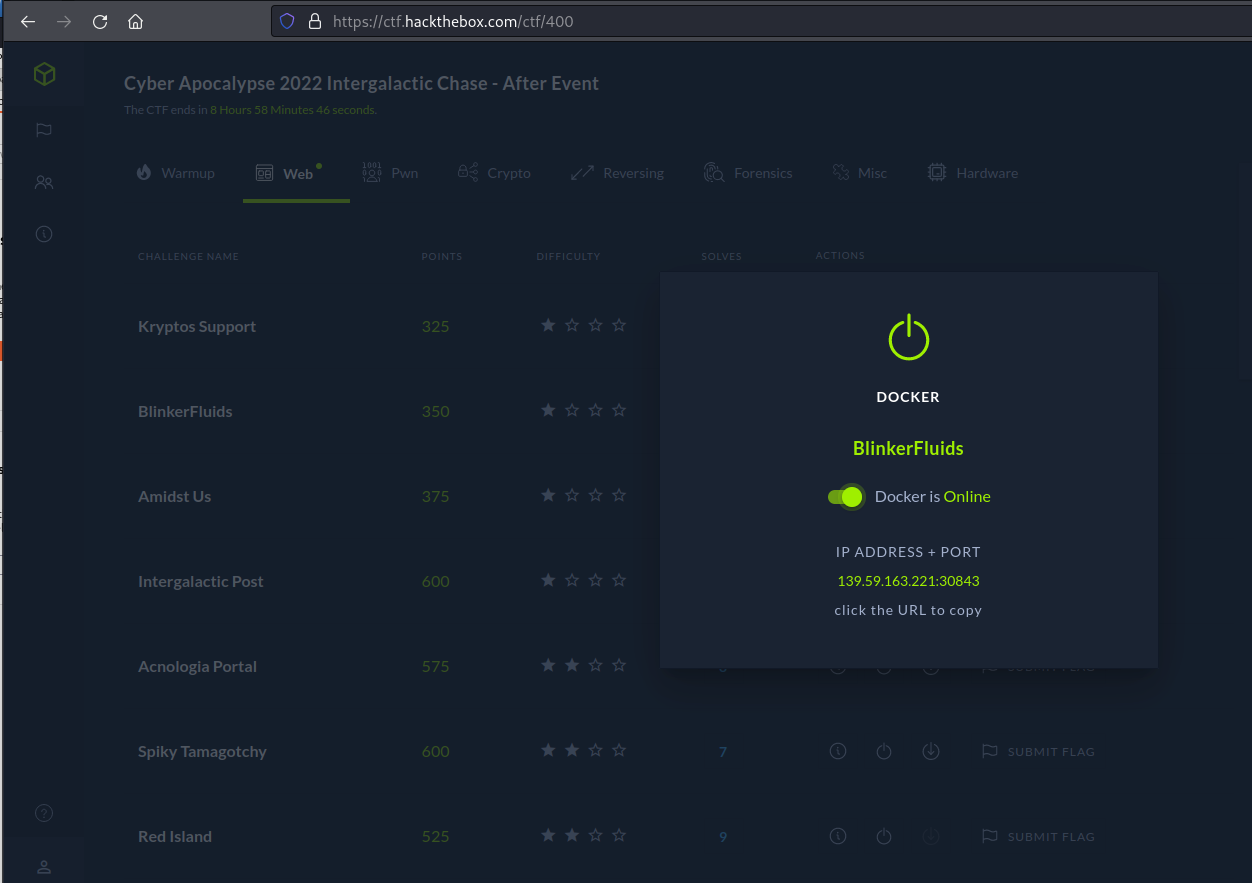 https://ctf.hackthebox.com/ctf/400
Cyber Apocalypse 2022 Intergalactic Chase - After Event
The CTF ends in 8 Hours 58 Minutes 46 seconds.
Warmup Web Pwn Crypto Reversing Forensics Misc Hardware
CHALLENGE NAME POINTS DIFFICULTY SOLVES ACTIONS
Kryptos Support 325
BlinkerFluids 350
Amidst Us 375
Intergalactic Post 600
Acnologia Portal 575
Spiky Tamagotchy 600 7 SUBMIT FLAG
Red Island 525 9 SUBMIT FLAG
DOCKER
BlinkerFluids
Docker is Online
IP ADDRESS + PORT
139.59.163.221:30843
click the URL to copy